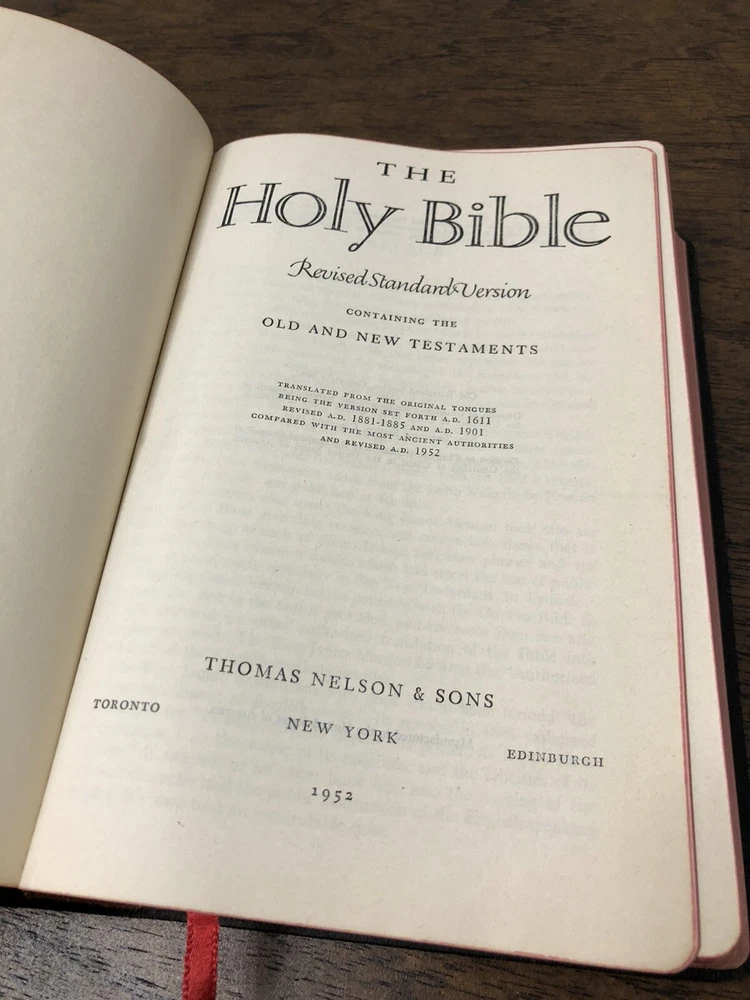 THE
Holy Bible
Revised Standard Version
CONTAINING THE
OLD AND NEW TESTAMENTS
TRANSLATED FROM THE ORIGINAL TONGUES
BEING THE VERSION SET FORTH A.D. 1611
REVISED A.D. 1881-1885 AND A.D. 1901
COMPARED WITH THE MOST ANCIENT AUTHORITIES
AND REVISED A.D. 1952
THOMAS NELSON & SONS
TORONTO NEW YORK EDINBURGH
1952